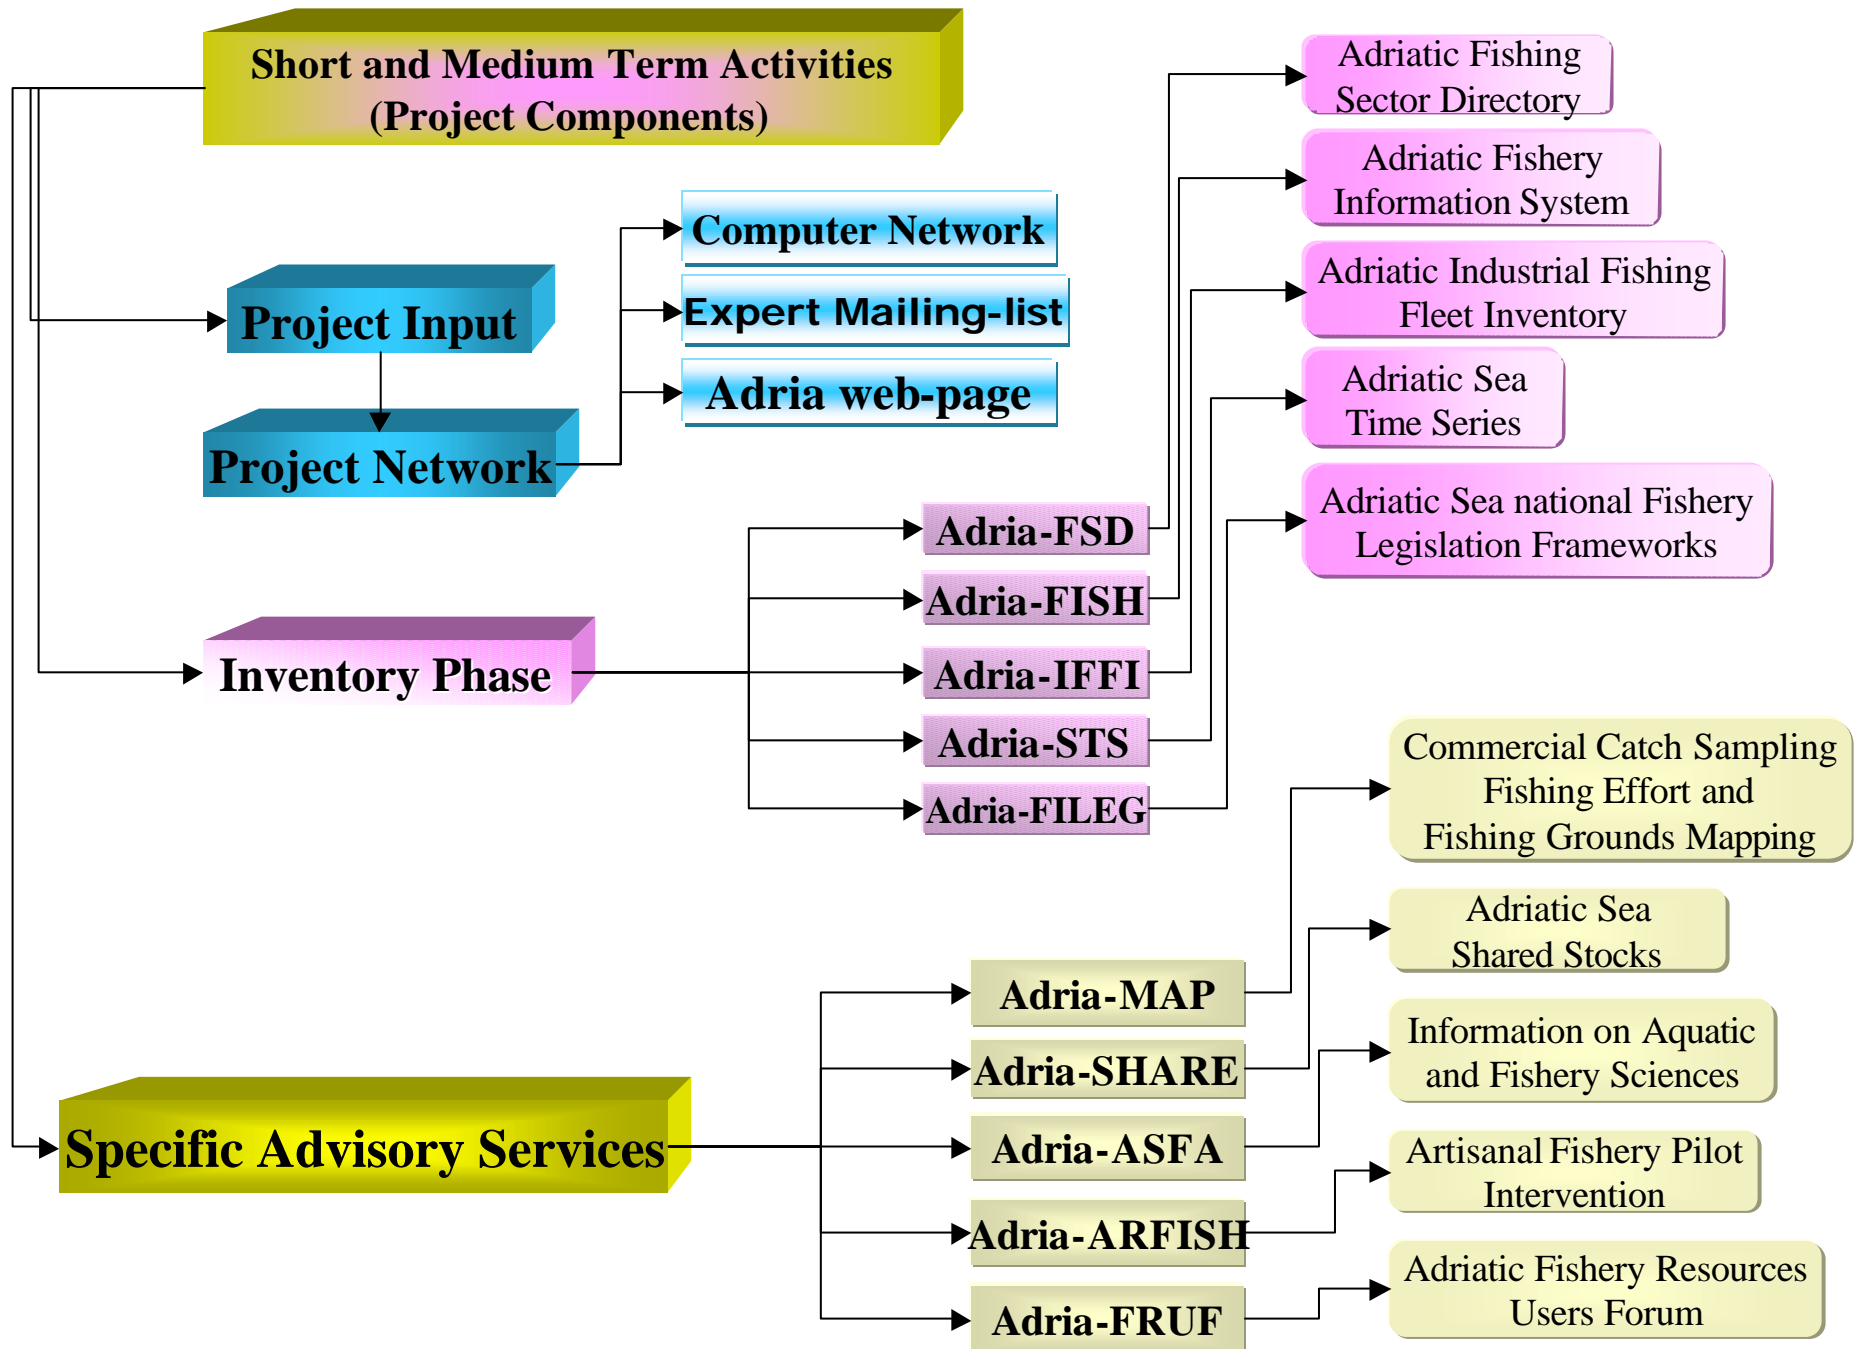 Short and Medium Term Activities
(Project Components)
Project Input
Project Network
Computer Network
Expert Mailing-list
Adria web-page
Inventory Phase
Adria-FSD
Adria-FISH
Adria-IFFI
Adria-STS
Adria-FILEG
Adriatic Fishing
Sector Directory
Adriatic Fishery
Information System
Adriatic Industrial Fishing
Fleet Inventory
Adriatic Sea
Time Series
Adriatic Sea national Fishery
Legislation Frameworks
Specific Advisory Services
Adria-MAP
Adria-SHARE
Adria-ASFA
Adria-ARFISH
Adria-FRUF
Commercial Catch Sampling
Fishing Effort and
Fishing Grounds Mapping
Adriatic Sea
Shared Stocks
Information on Aquatic
and Fishery Sciences
Artisanal Fishery Pilot
Intervention
Adriatic Fishery Resources
Users Forum